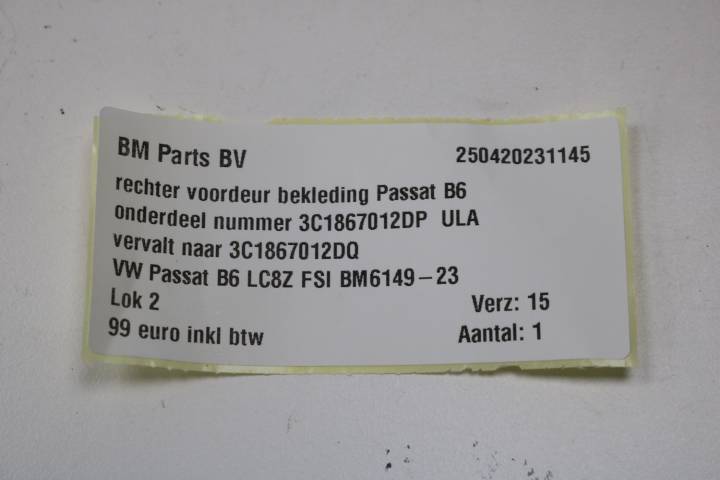 BM Parts BV 250420231145
rechter voordeur bekleding Passat B6
onderdeel nummer 3C1867012DP ULA
vervalt naar 3C1867012DQ
VW Passat B6 LC8Z FSI BM6149-23
Lok 2 Verz: 15
99 euro inkl btw Aantal: 1